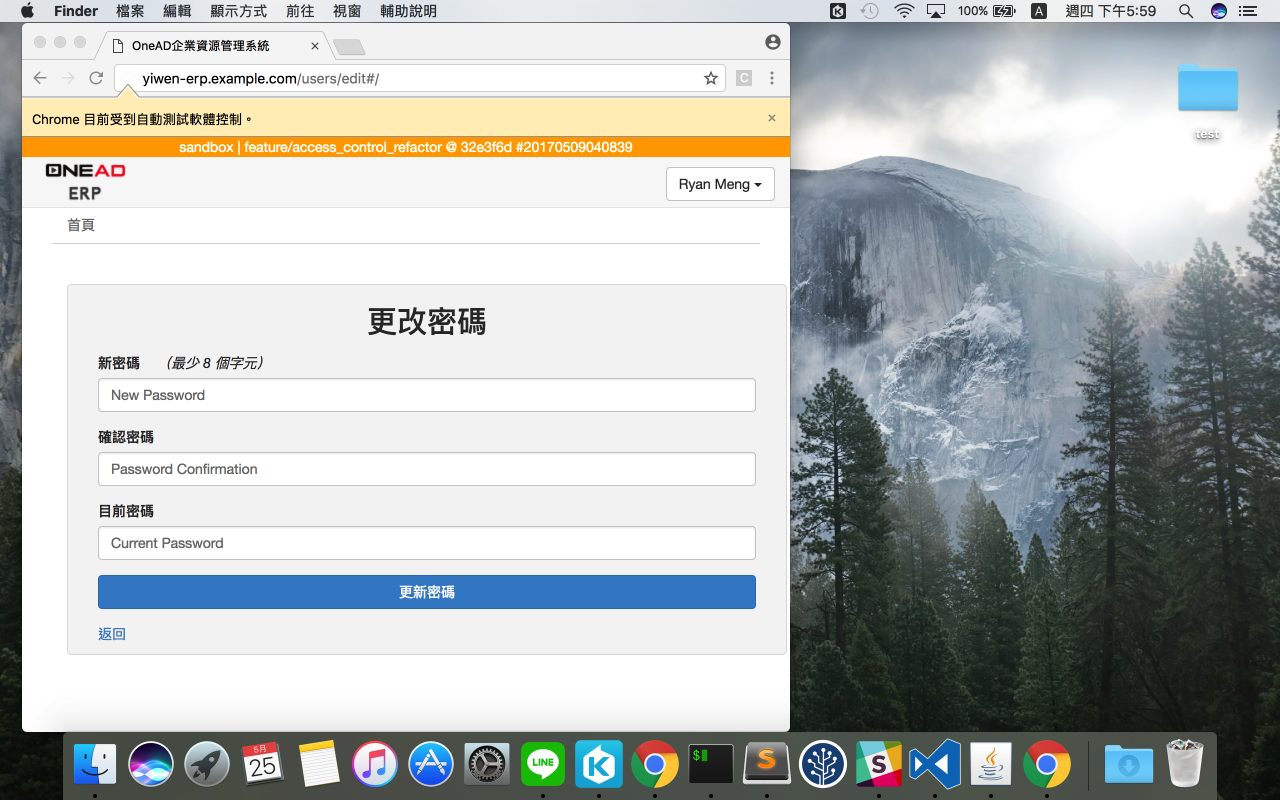 Finder 檔案 編輯 顯示方式 前往 視窗 輔助說明 100% A 週四 下午5:59
OneAD企業資源管理系統
yiwen-erp.example.com/users/edit#/
C
Chrome 目前受到自動測試軟體控制。
sandbox | feature/access_control_refactor @ 32e3f6d #20170509040839
ONEAD
ERP
Ryan Meng
首頁
更改密碼
新密碼 （最少 8 個字元）
New Password
確認密碼
Password Confirmation
目前密碼
Current Password
更新密碼
返回
test
5月
25
LINE
K
$
S
S